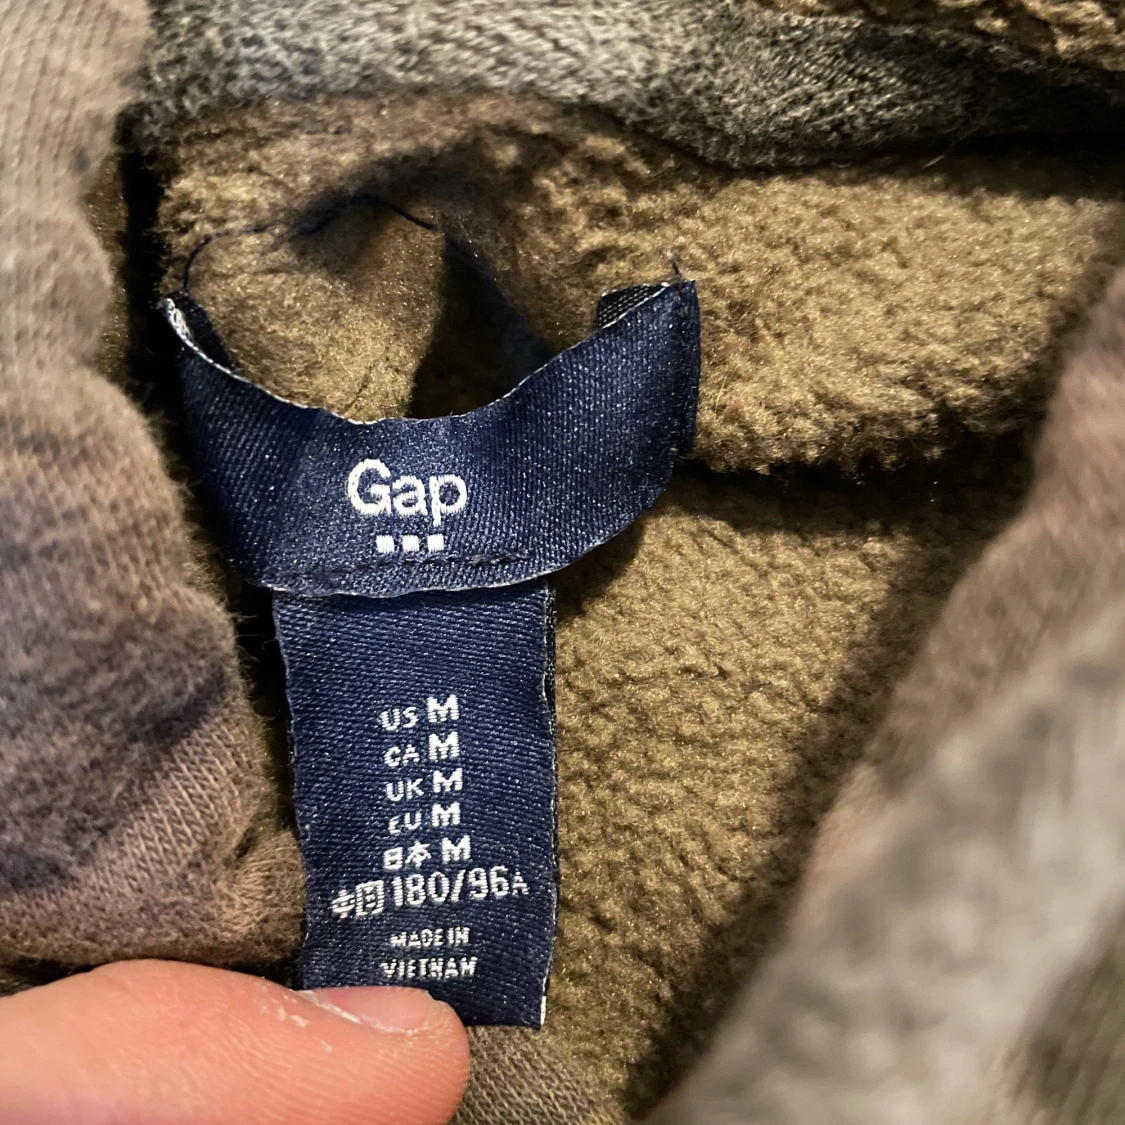 Gap
US M
CA M
UK M
EU M
日本 M
中国 180/96A
MADE IN
VIETNAM